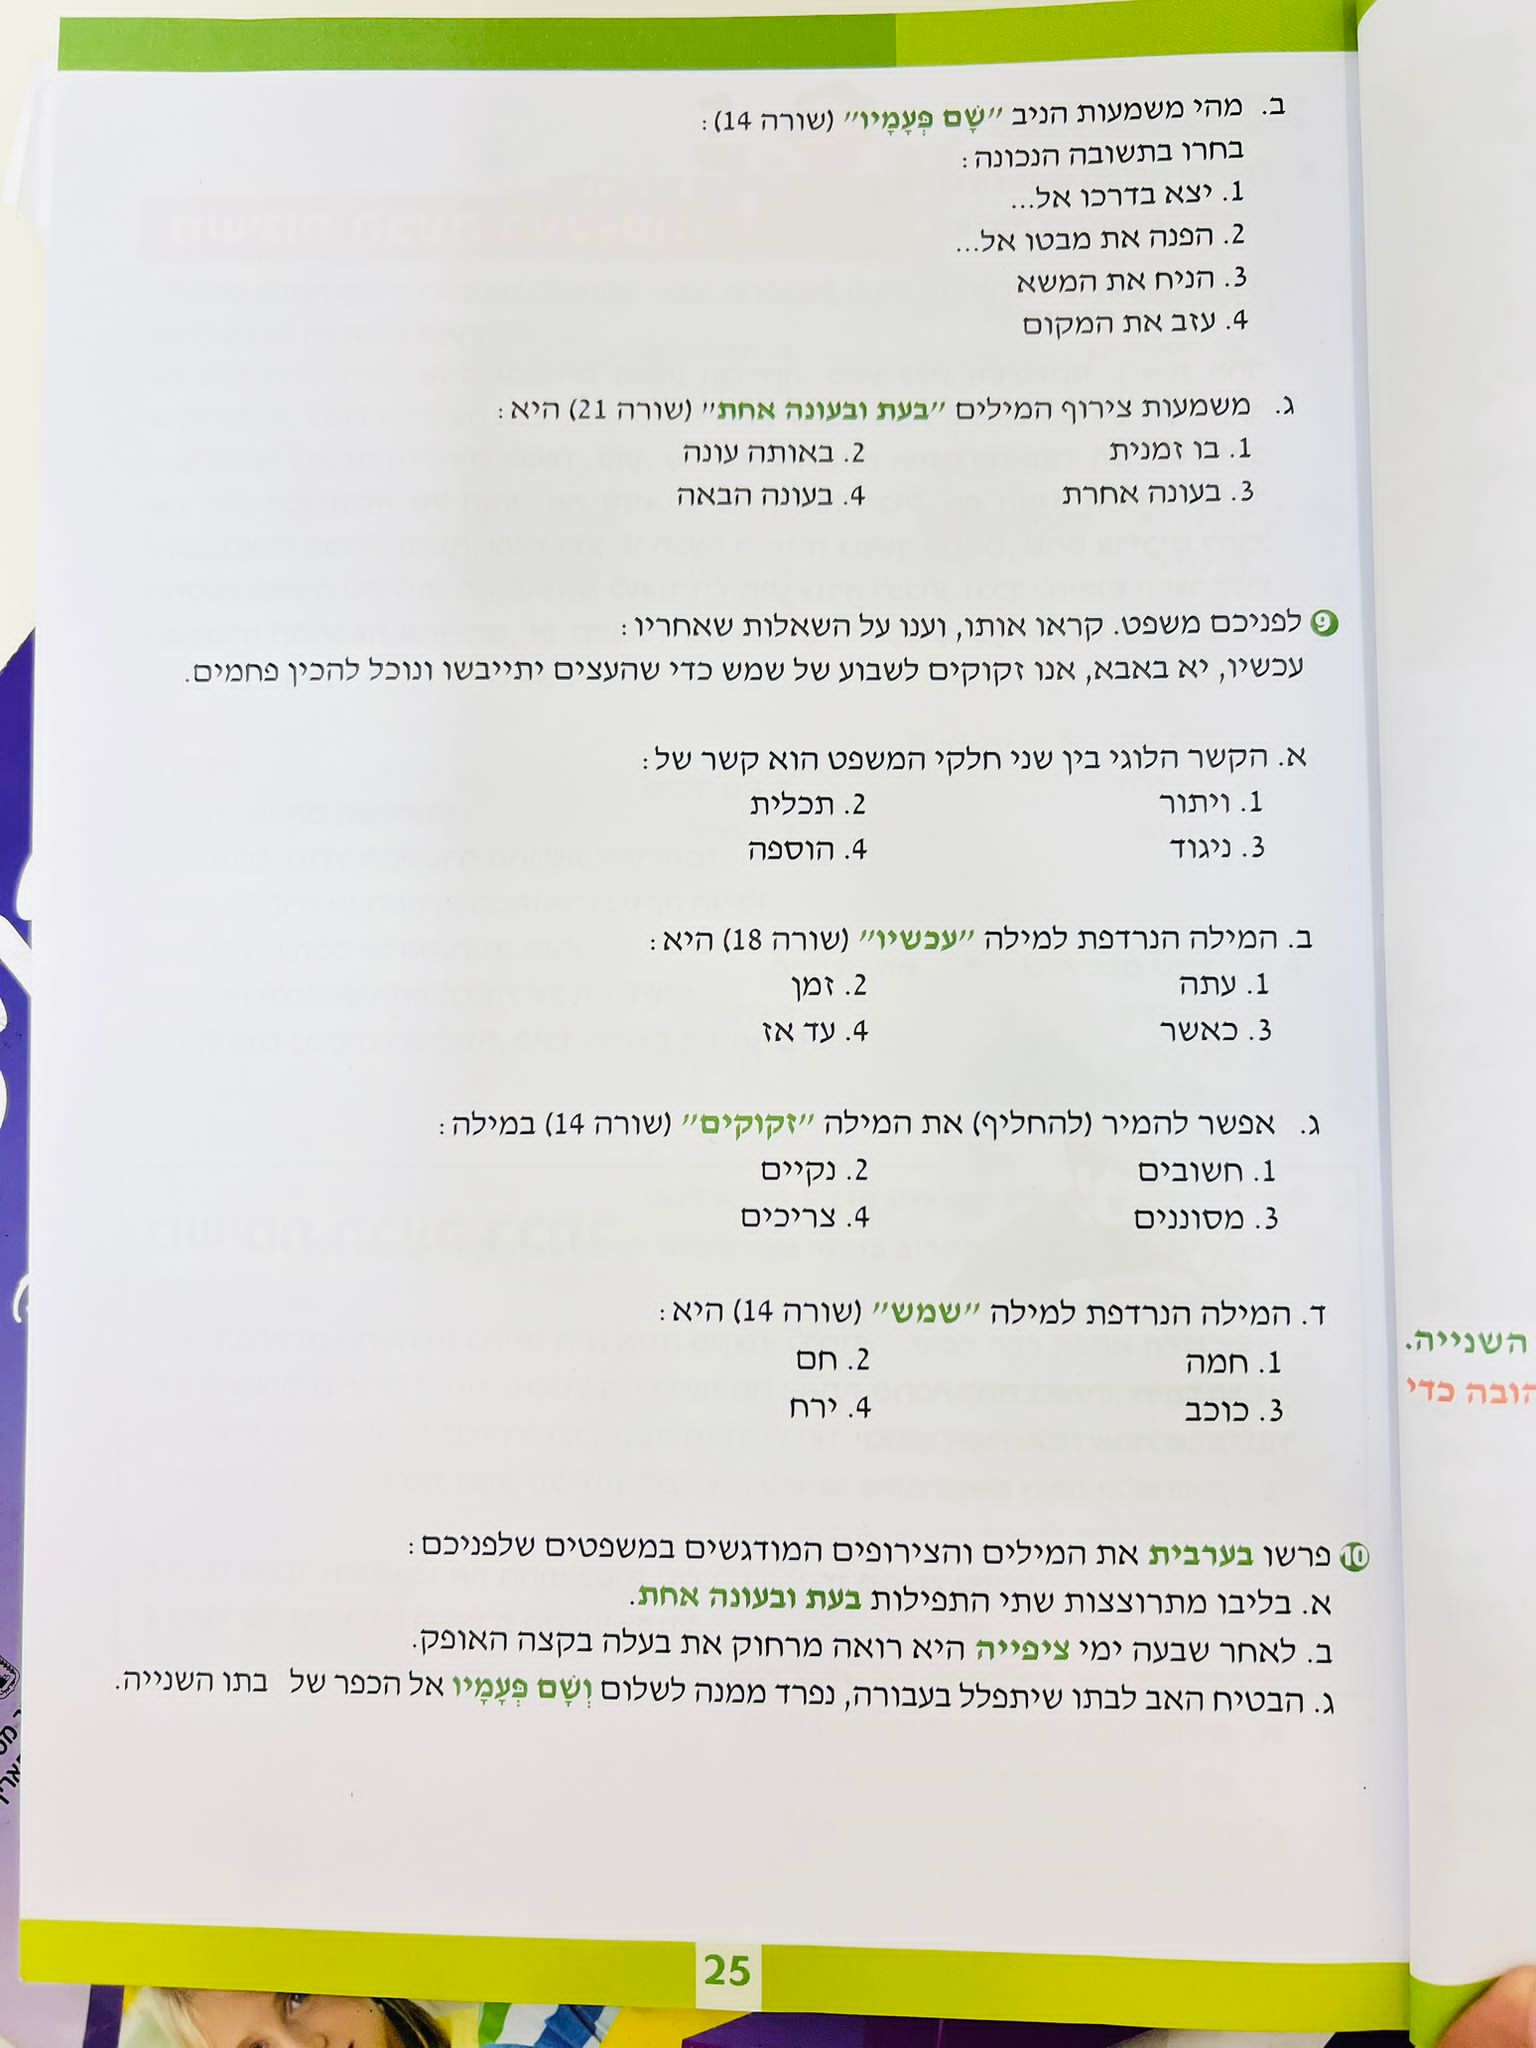 ב. מהי משמעות הניב "שָׂם פְּעָמָיו" (שורה 14):
בחרו בתשובה הנכונה:
1. יצא בדרכו אל...
2. הפנה את מבטו אל...
3. הניח את המשא
4. עזב את המקום
ג. משמעות צירוף המילים "בעת ובעונה אחת" (שורה 21) היא:
1. בו זמנית 2. באותה עונה
3. בעונה אחרת 4. בעונה הבאה
9 לפניכם משפט. קראו אותו, וענו על השאלות שאחריו:
עכשיו, יא באבא, אנו זקוקים לשבוע של שמש כדי שהעצים יתייבשו ונוכל להכין פחמים.
א. הקשר הלוגי בין שני חלקי המשפט הוא קשר של:
1. ויתור 2. תכלית
3. ניגוד 4. הוספה
ב. המילה הנרדפת למילה "עכשיו" (שורה 18) היא:
1. עתה 2. זמן
3. כאשר 4. עד אז
ג. אפשר להמיר (להחליף) את המילה "זקוקים" (שורה 14) במילה:
1. חשובים 2. נקיים
3. מסוננים 4. צריכים
ד. המילה הנרדפת למילה "שמש" (שורה 14) היא:
1. חמה 2. חם
3. כוכב 4. ירח
10 פרשו בערבית את המילים והצירופים המודגשים במשפטים שלפניכם:
א. בליבו מתרוצצות שתי התפילות בעת ובעונה אחת.
ב. לאחר שבעה ימי ציפייה היא רואה מרחוק את בעלה בקצה האופק.
ג. הבטיח האב לבתו שיתפלל בעבורה, נפרד ממנה לשלום וְשָׂם פְּעָמָיו אל הכפר של בתו השנייה.
25
השנייה.
כדי